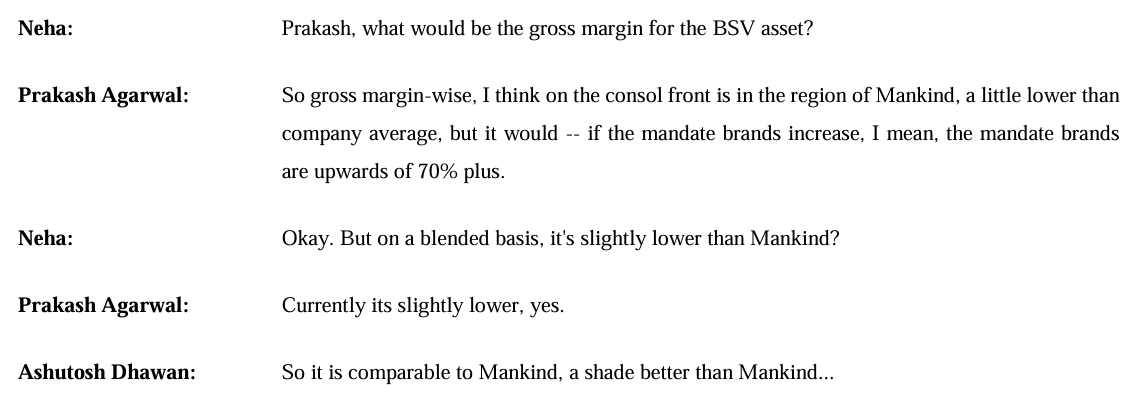 Neha: Prakash, what would be the gross margin for the BSV asset?
Prakash Agarwal: So gross margin-wise, I think on the consol front is in the region of Mankind, a little lower than
company average, but it would -- if the mandate brands increase, I mean, the mandate brands
are upwards of 70% plus.
Neha: Okay. But on a blended basis, it's slightly lower than Mankind?
Prakash Agarwal: Currently its slightly lower, yes.
Ashutosh Dhawan: So it is comparable to Mankind, a shade better than Mankind...